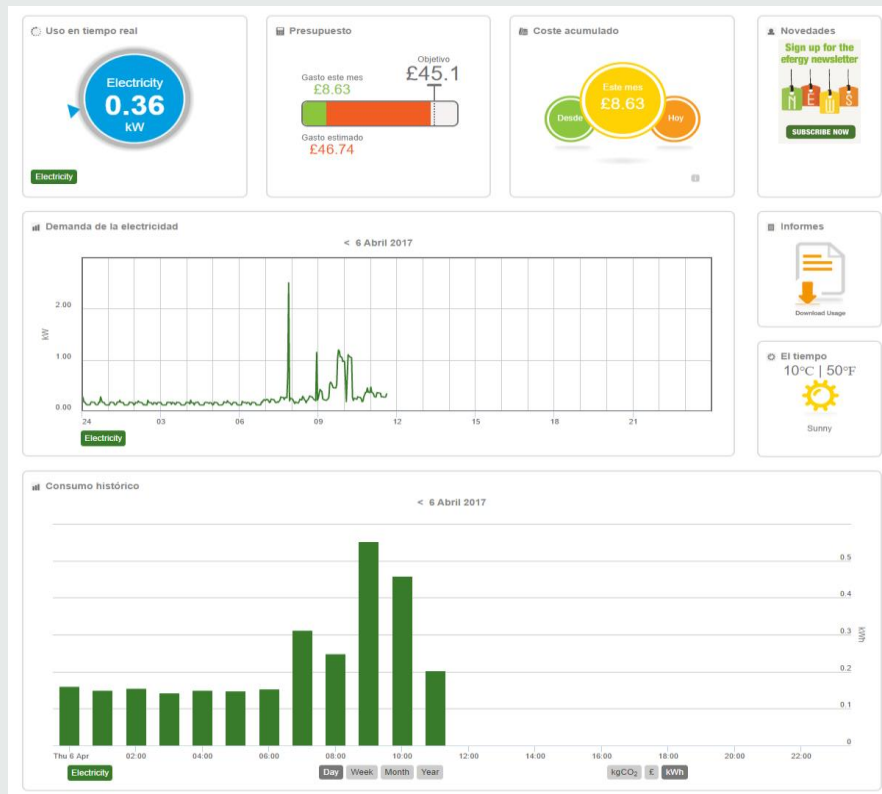 Uso en tiempo real
Electricity
0.36
kW
Electricity
Presupuesto
Objetivo
£45.1
Gasto este mes
£8.63
Gasto estimado
£46.74
Coste acumulado
Este mes
£8.63
Desde
Hoy
Novedades
Sign up for the
efergy newsletter
NEWS
SUBSCRIBE NOW
Demanda de la electricidad
< 6 Abril 2017
kW
2.00
1.00
0.00
24 03 06 09 12 15 18 21
Electricity
Informes
Download Usage
El tiempo
10°C | 50°F
Sunny
Consumo histórico
< 6 Abril 2017
0.5
0.4
0.3
kWh
0.2
0.1
0
Thu 6 Apr 02:00 04:00 06:00 08:00 10:00 12:00 14:00 16:00 18:00 20:00 22:00
Electricity
Day Week Month Year
kgCO₂ £ kWh